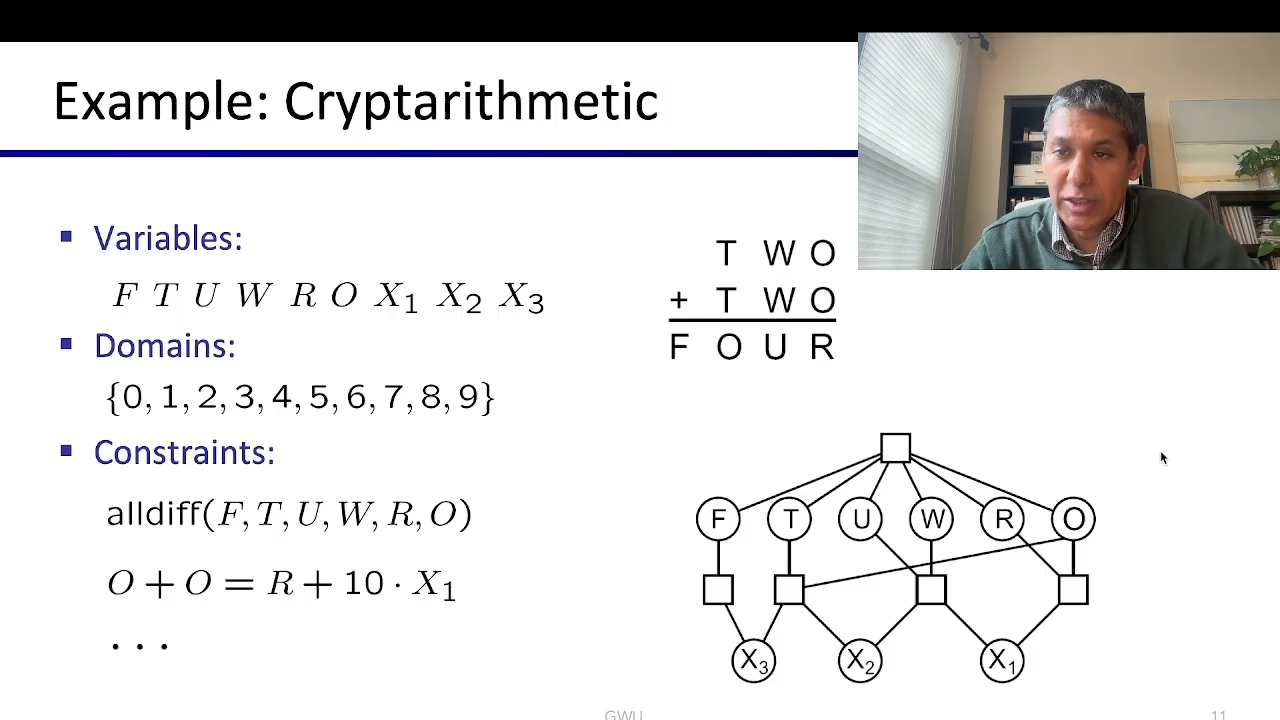 Example: Cryptarithmetic
▪ Variables:
F T U W R O X₁ X₂ X₃
▪ Domains:
{0, 1, 2, 3, 4, 5, 6, 7, 8, 9}
▪ Constraints:
alldiff(F, T, U, W, R, O)
O + O = R + 10 · X₁
· · ·
T W O
+ T W O
F O U R
F T U W R O
X₃ X₂ X₁
GWU
11